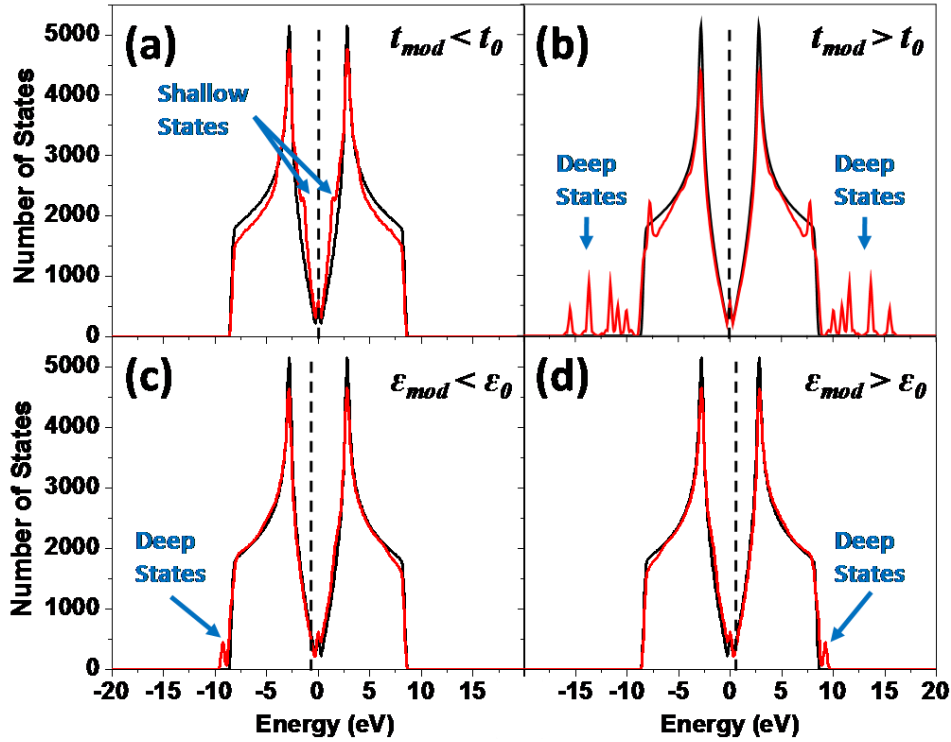 (a)
t_mod < t_0
Shallow
States
(b)
t_mod > t_0
Deep
States
Deep
States
Number of States
5000
4000
3000
2000
1000
0
(c)
ε_mod < ε_0
Deep
States
(d)
ε_mod > ε_0
Deep
States
Number of States
5000
4000
3000
2000
1000
0
-20 -15 -10 -5 0 5 10 15
-15 -10 -5 0 5 10 15 20
Energy (eV)
Energy (eV)